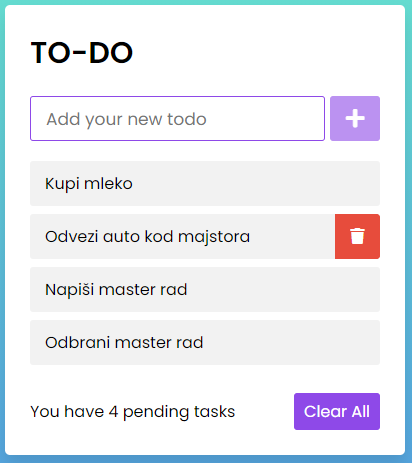 TO-DO
Add your new todo
Kupi mleko
Odvezi auto kod majstora
Napiši master rad
Odbrani master rad
You have 4 pending tasks
Clear All